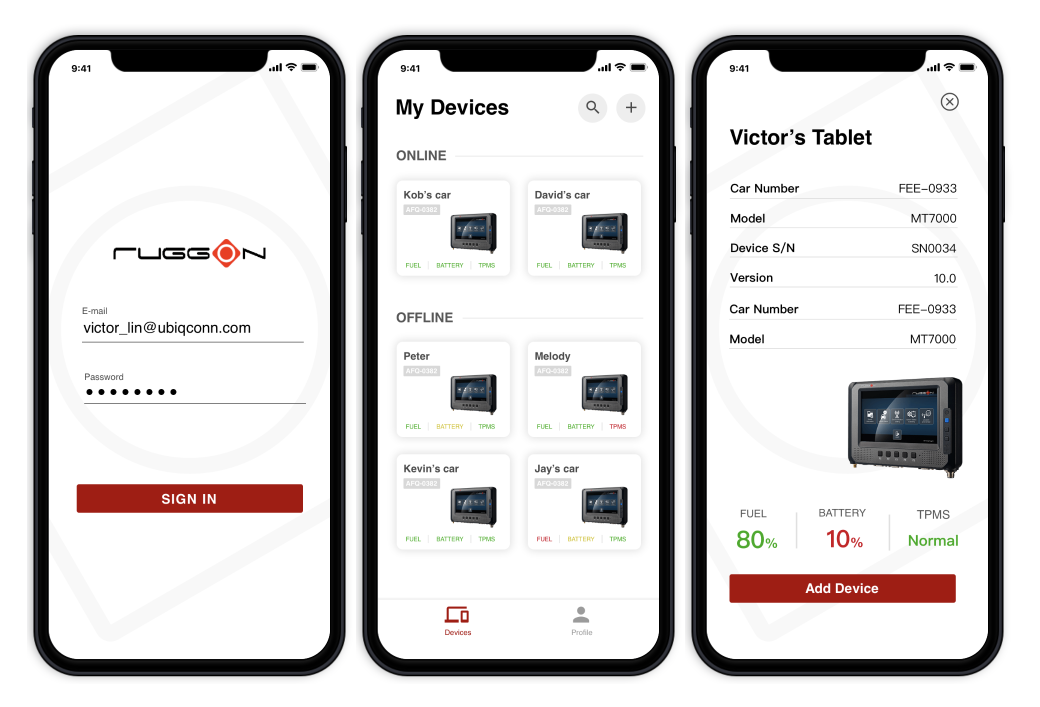 9:41
RUGGON
E-mail
victor_lin@ubiqconn.com
Password
SIGN IN
9:41
My Devices
ONLINE
Kob's car
AFQ-0382
FUEL BATTERY TPMS
David's car
AFQ-0382
FUEL BATTERY TPMS
OFFLINE
Peter
AFQ-0382
FUEL BATTERY TPMS
Melody
AFQ-0382
FUEL BATTERY TPMS
Kevin's car
AFQ-0382
FUEL BATTERY TPMS
Jay's car
AFQ-0382
FUEL BATTERY TPMS
Devices
Profile
9:41
Victor's Tablet
Car Number FEE-0933
Model MT7000
Device S/N SN0034
Version 10.0
Car Number FEE-0933
Model MT7000
RUGGON
FUEL
80%
BATTERY
10%
TPMS
Normal
Add Device